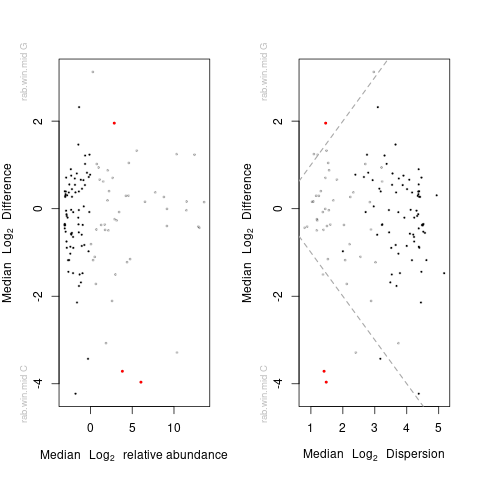 rab.win.mid G
rab.win.mid G
2
2
0
0
Median Log2 Difference
Median Log2 Difference
-2
-2
-4
-4
rab.win.mid C
rab.win.mid C
0 5 10
1 2 3 4 5
Median Log2 relative abundance
Median Log2 Dispersion